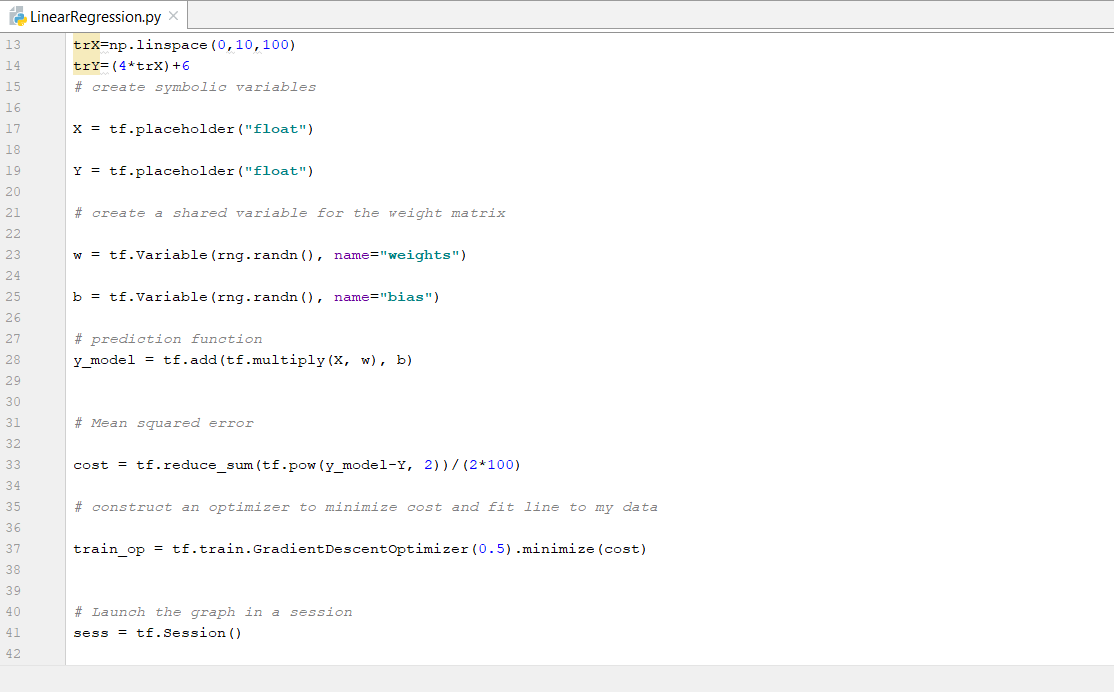 LinearRegression.py
13 trX=np.linspace(0,10,100)
14 trY=(4*trX)+6
15 # create symbolic variables
16
17 X = tf.placeholder("float")
18
19 Y = tf.placeholder("float")
20
21 # create a shared variable for the weight matrix
22
23 w = tf.Variable(rng.randn(), name="weights")
24
25 b = tf.Variable(rng.randn(), name="bias")
26
27 # prediction function
28 y_model = tf.add(tf.multiply(X, w), b)
29
30
31 # Mean squared error
32
33 cost = tf.reduce_sum(tf.pow(y_model-Y, 2))/(2*100)
34
35 # construct an optimizer to minimize cost and fit line to my data
36
37 train_op = tf.train.GradientDescentOptimizer(0.5).minimize(cost)
38
39
40 # Launch the graph in a session
41 sess = tf.Session()
42